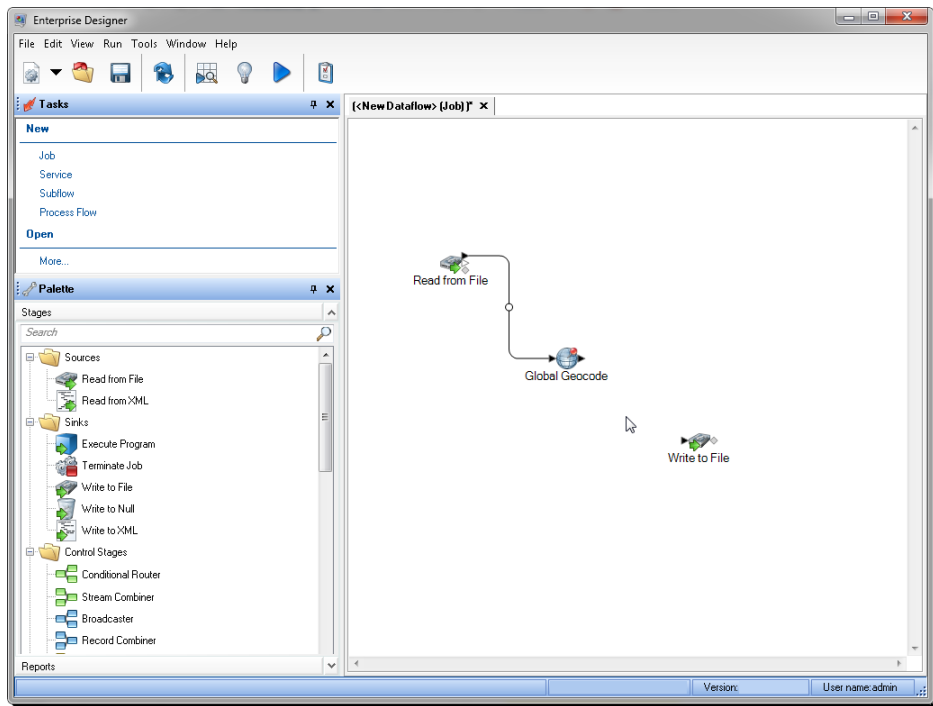 Enterprise Designer
File Edit View Run Tools Window Help
Tasks
New
Job
Service
Subflow
Process Flow
Open
More...
Palette
Stages
Search
Sources
Read from File
Read from XML
Sinks
Execute Program
Terminate Job
Write to File
Write to Null
Write to XML
Control Stages
Conditional Router
Stream Combiner
Broadcaster
Record Combiner
Reports
(<New Dataflow> (Job))*
Read from File
Global Geocode
Write to File
Version:
User name:admin